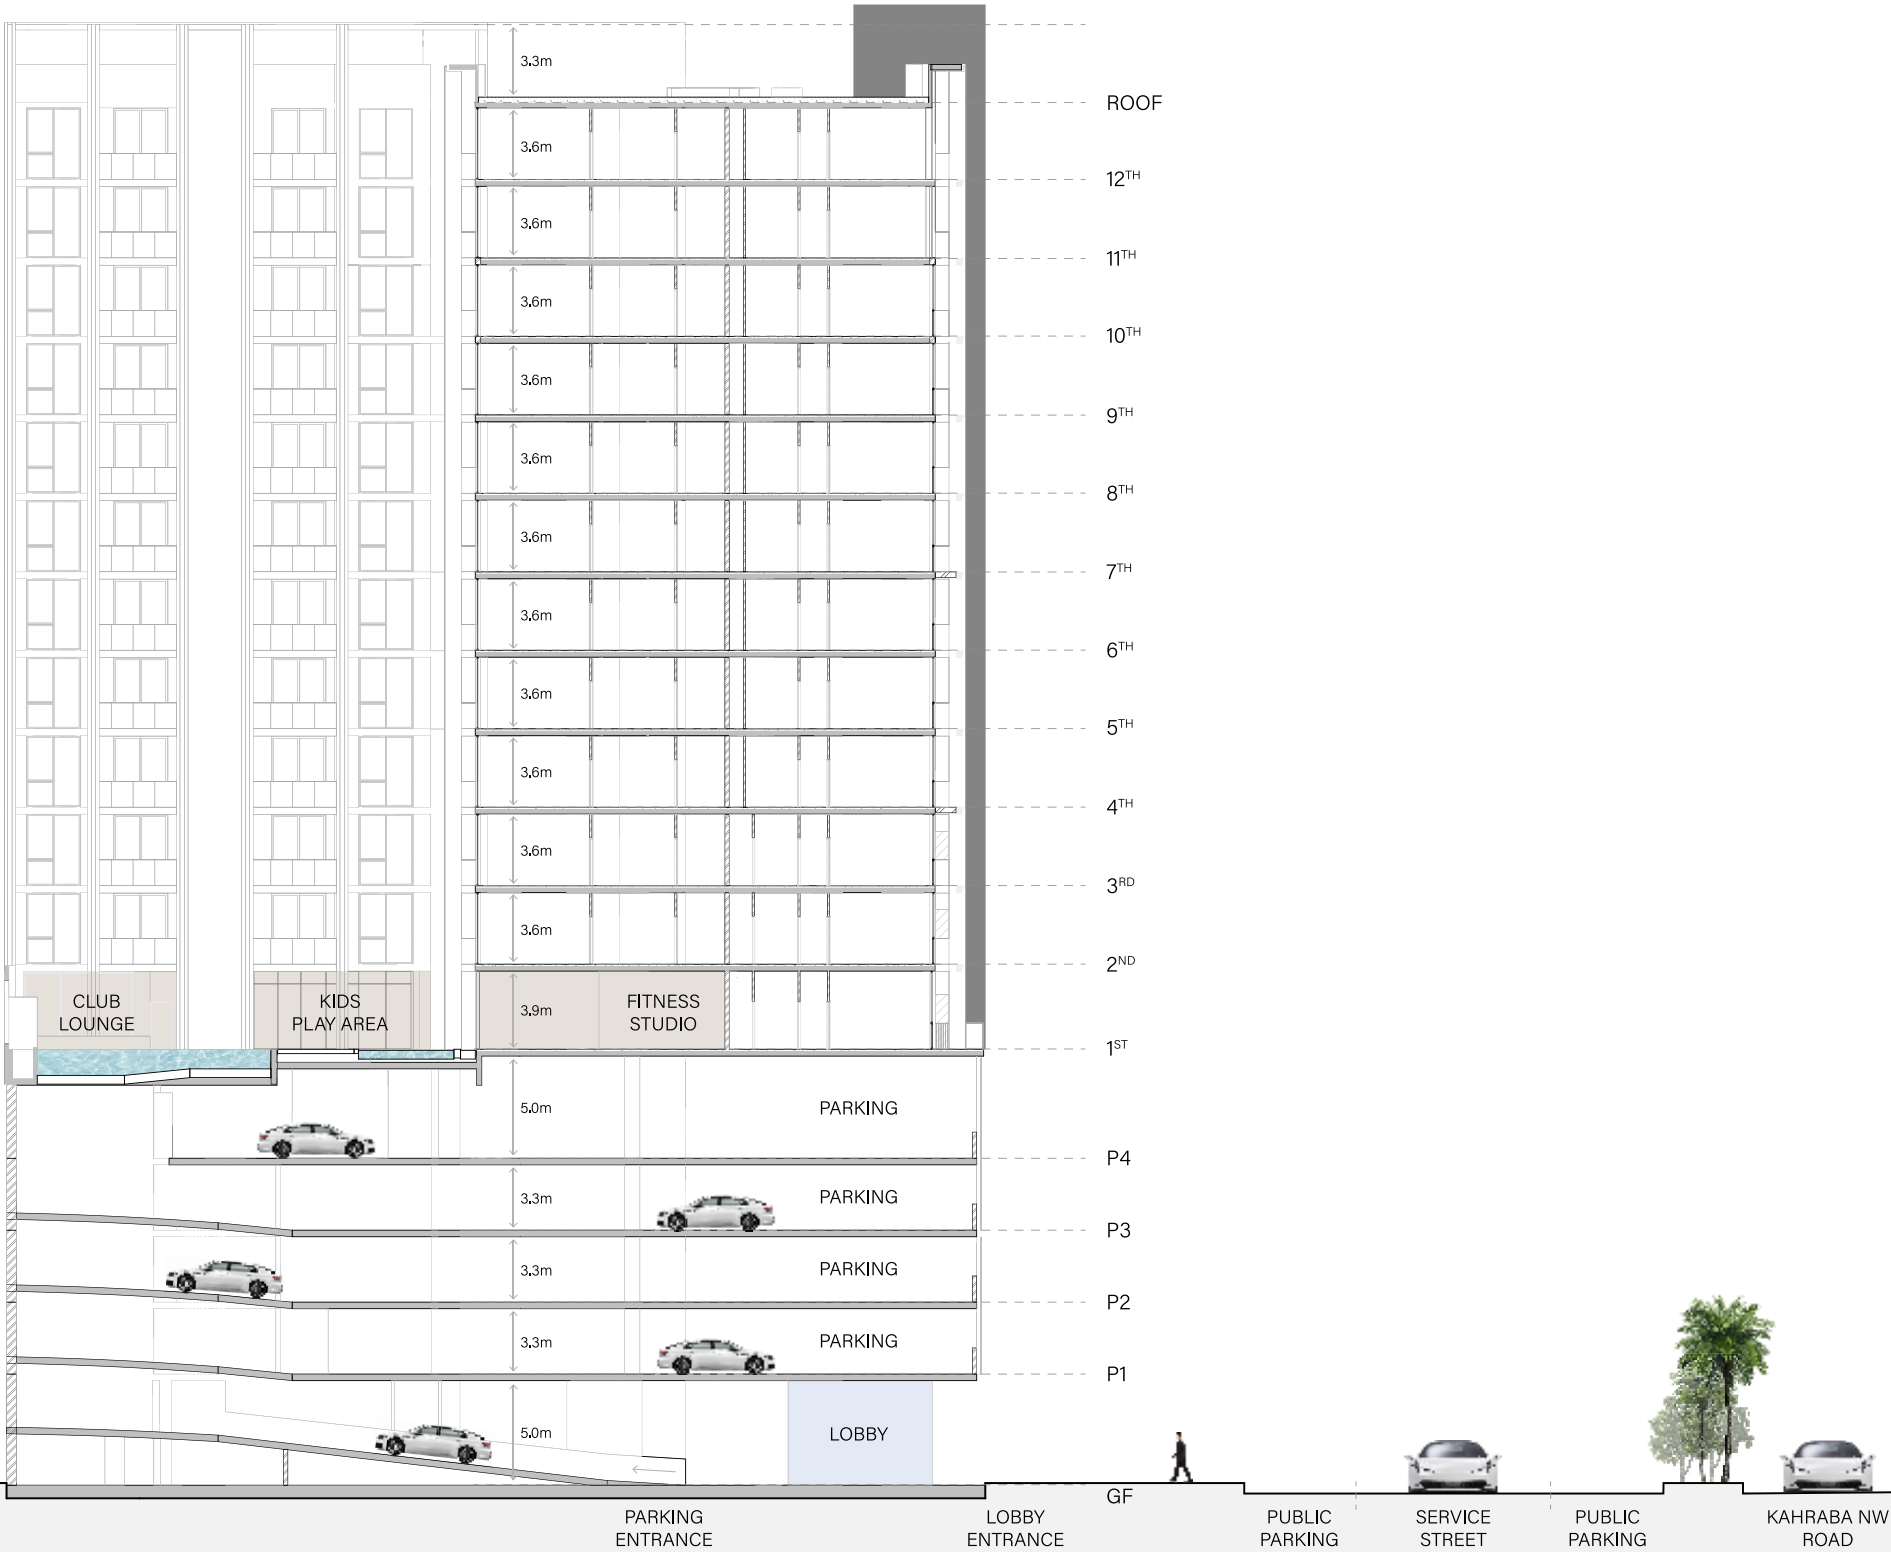 3.3m
ROOF
3.6m
12TH
3.6m
11TH
3.6m
10TH
3.6m
9TH
3.6m
8TH
3.6m
7TH
3.6m
6TH
3.6m
5TH
3.6m
4TH
3.6m
3RD
3.6m
2ND
CLUB
LOUNGE
KIDS
PLAY AREA
3.9m
FITNESS
STUDIO
1ST
5.0m
PARKING
P4
3.3m
PARKING
P3
3.3m
PARKING
P2
3.3m
PARKING
P1
5.0m
LOBBY
GF
PARKING
ENTRANCE
LOBBY
ENTRANCE
PUBLIC
PARKING
SERVICE
STREET
PUBLIC
PARKING
KAHRABA NW
ROAD